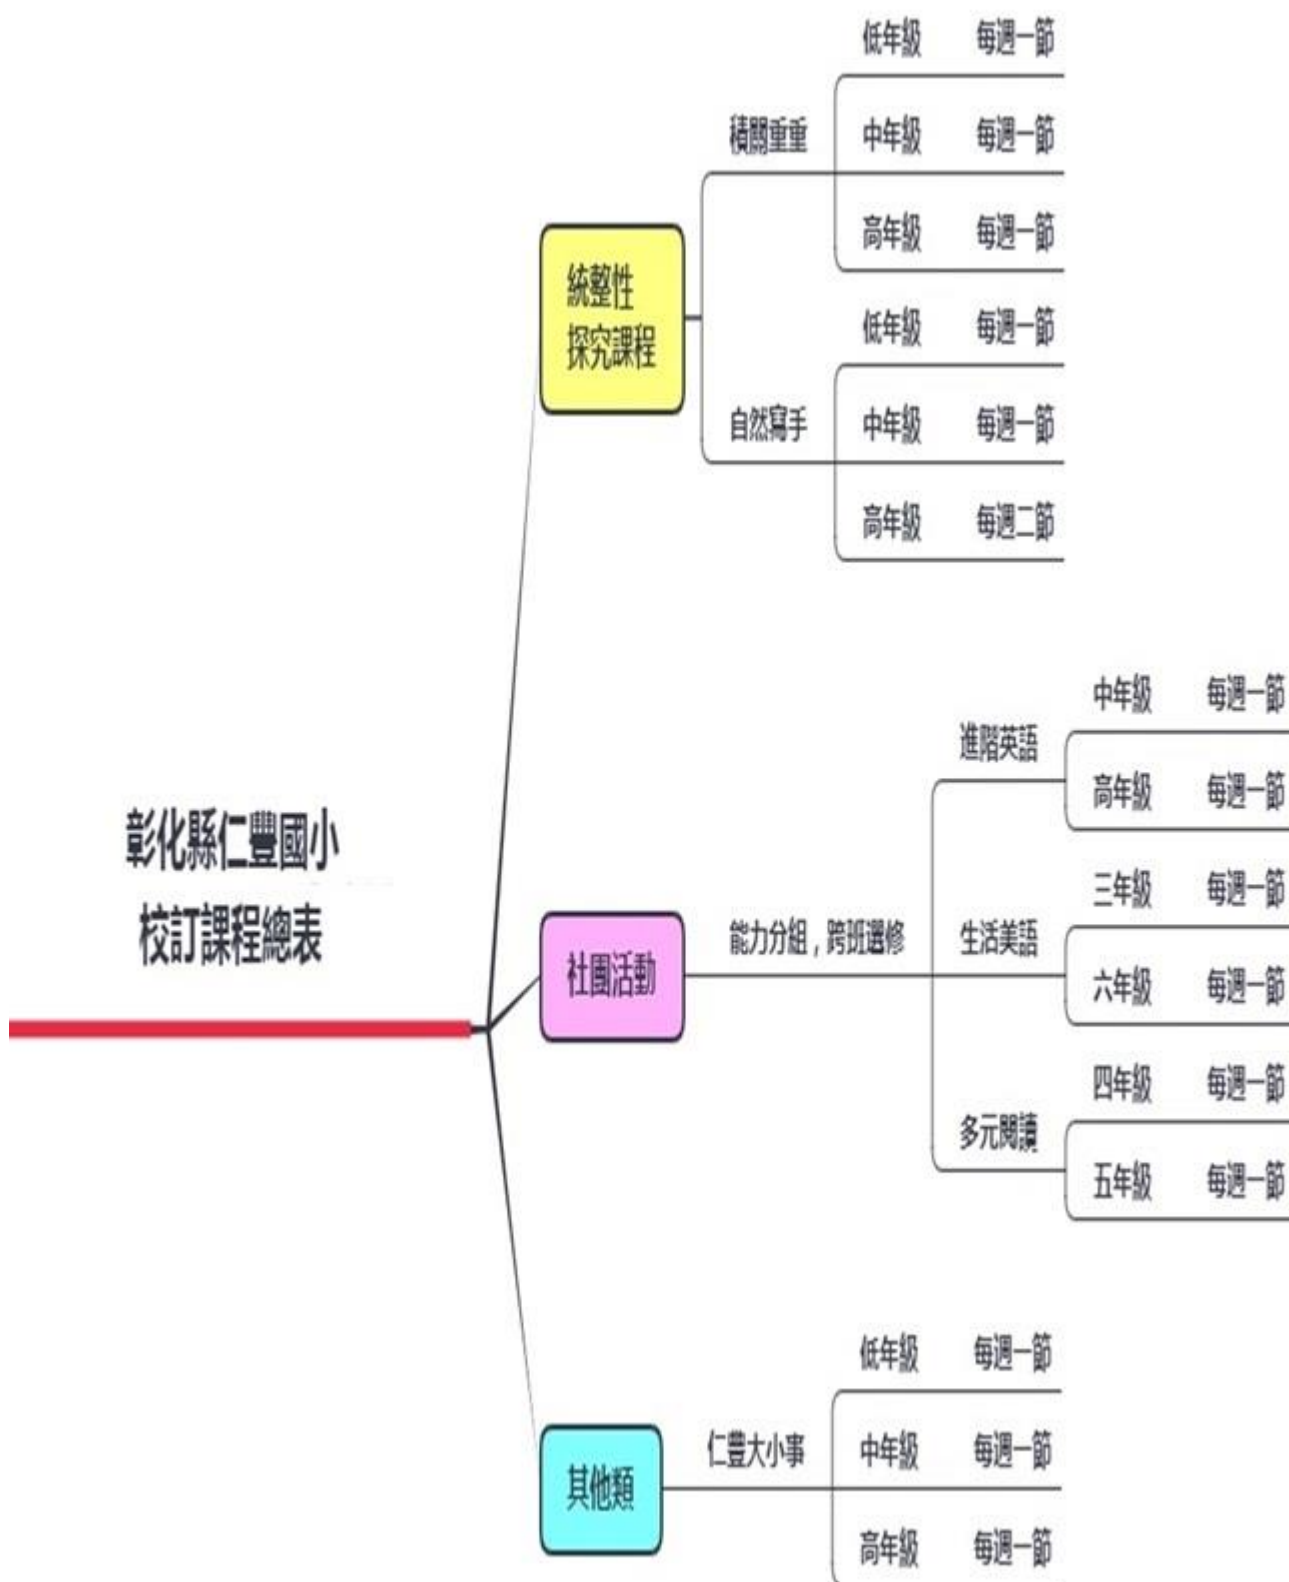 彰化縣仁豐國小
校訂課程總表
統整性
探究課程
積關重重
低年級 每週一節
中年級 每週一節
高年級 每週一節
自然寫手
低年級 每週一節
中年級 每週一節
高年級 每週二節
社團活動
能力分組，跨班選修
進階英語
中年級 每週一節
高年級 每週一節
生活美語
三年級 每週一節
六年級 每週一節
多元閱讀
四年級 每週一節
五年級 每週一節
其他類
仁豐大小事
低年級 每週一節
中年級 每週一節
高年級 每週一節